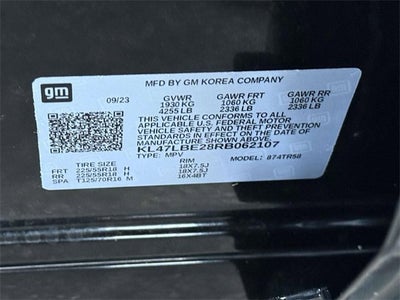 gm
MFD BY GM KOREA COMPANY
09/23 GVWR GAWR FRT GAWR RR
1930 KG 1060 KG 1060 KG
4255 LB 2336 LB 2336 LB
THIS VEHICLE CONFORMS TO ALL
APPLICABLE U.S. FEDERAL MOTOR
VEHICLE SAFETY AND THEFT PREVENTION
STANDARDS IN EFFECT ON THE DATE OF
MANUFACTURE SHOWN ABOVE.
KL47LBE28RB062107
TYPE: MPV MODEL: 874TR58
TIRE SIZE RIM
FRT 225/55R18 H 18X7.5J
RR 225/55R18 H 18X7.5J
SPA T125/70R16 M 16X4BT